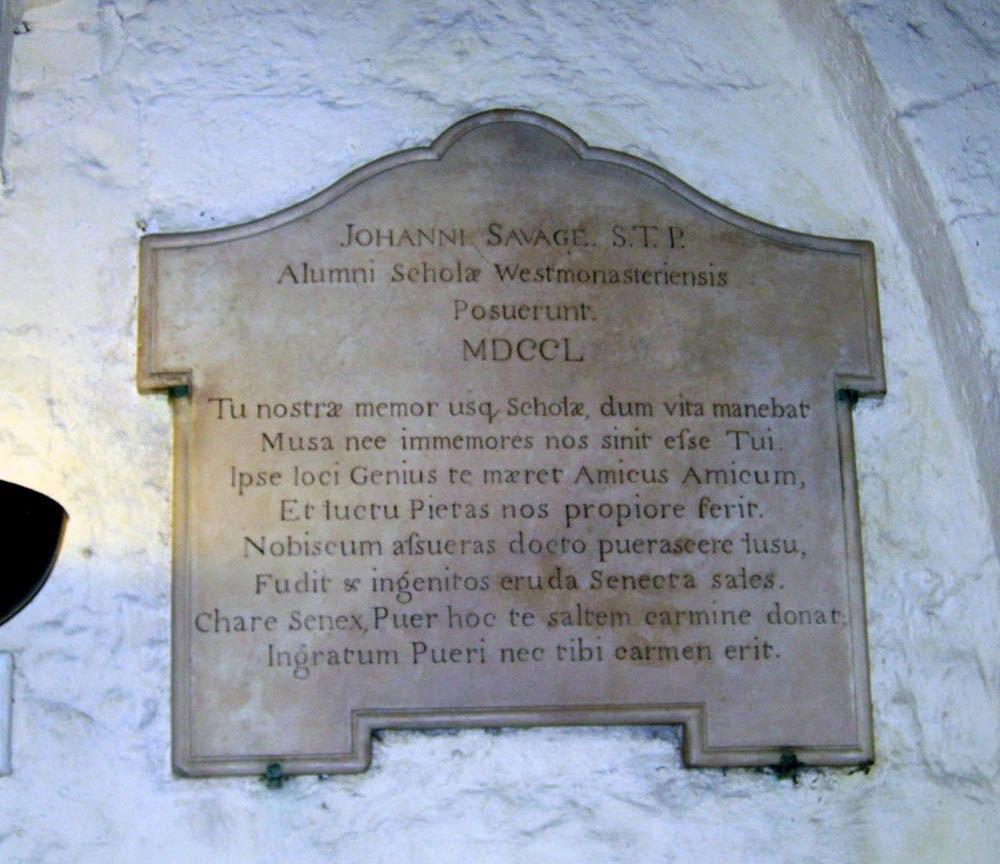 JOHANNI SAVAGE. S.T.P.
ALUMNI SCHOLÆ WESTMONASTERIENSIS
POSUERUNT.
MDCCL
Tu nostræ memor usq. Scholæ, dum vita manebat
Musa nec immemores nos sinit eſse Tui.
Ipse loci Genius te mæret Amicus Amicum,
Et luctu Pietas nos propiore ferit.
Nobiscum aſsueras docto puerascere lusu,
Fudit & ingenitos cruda Senecta sales.
Chare Senex, Puer hoc te saltem carmine donat;
Ingratum Pueri nec tibi carmen erit.